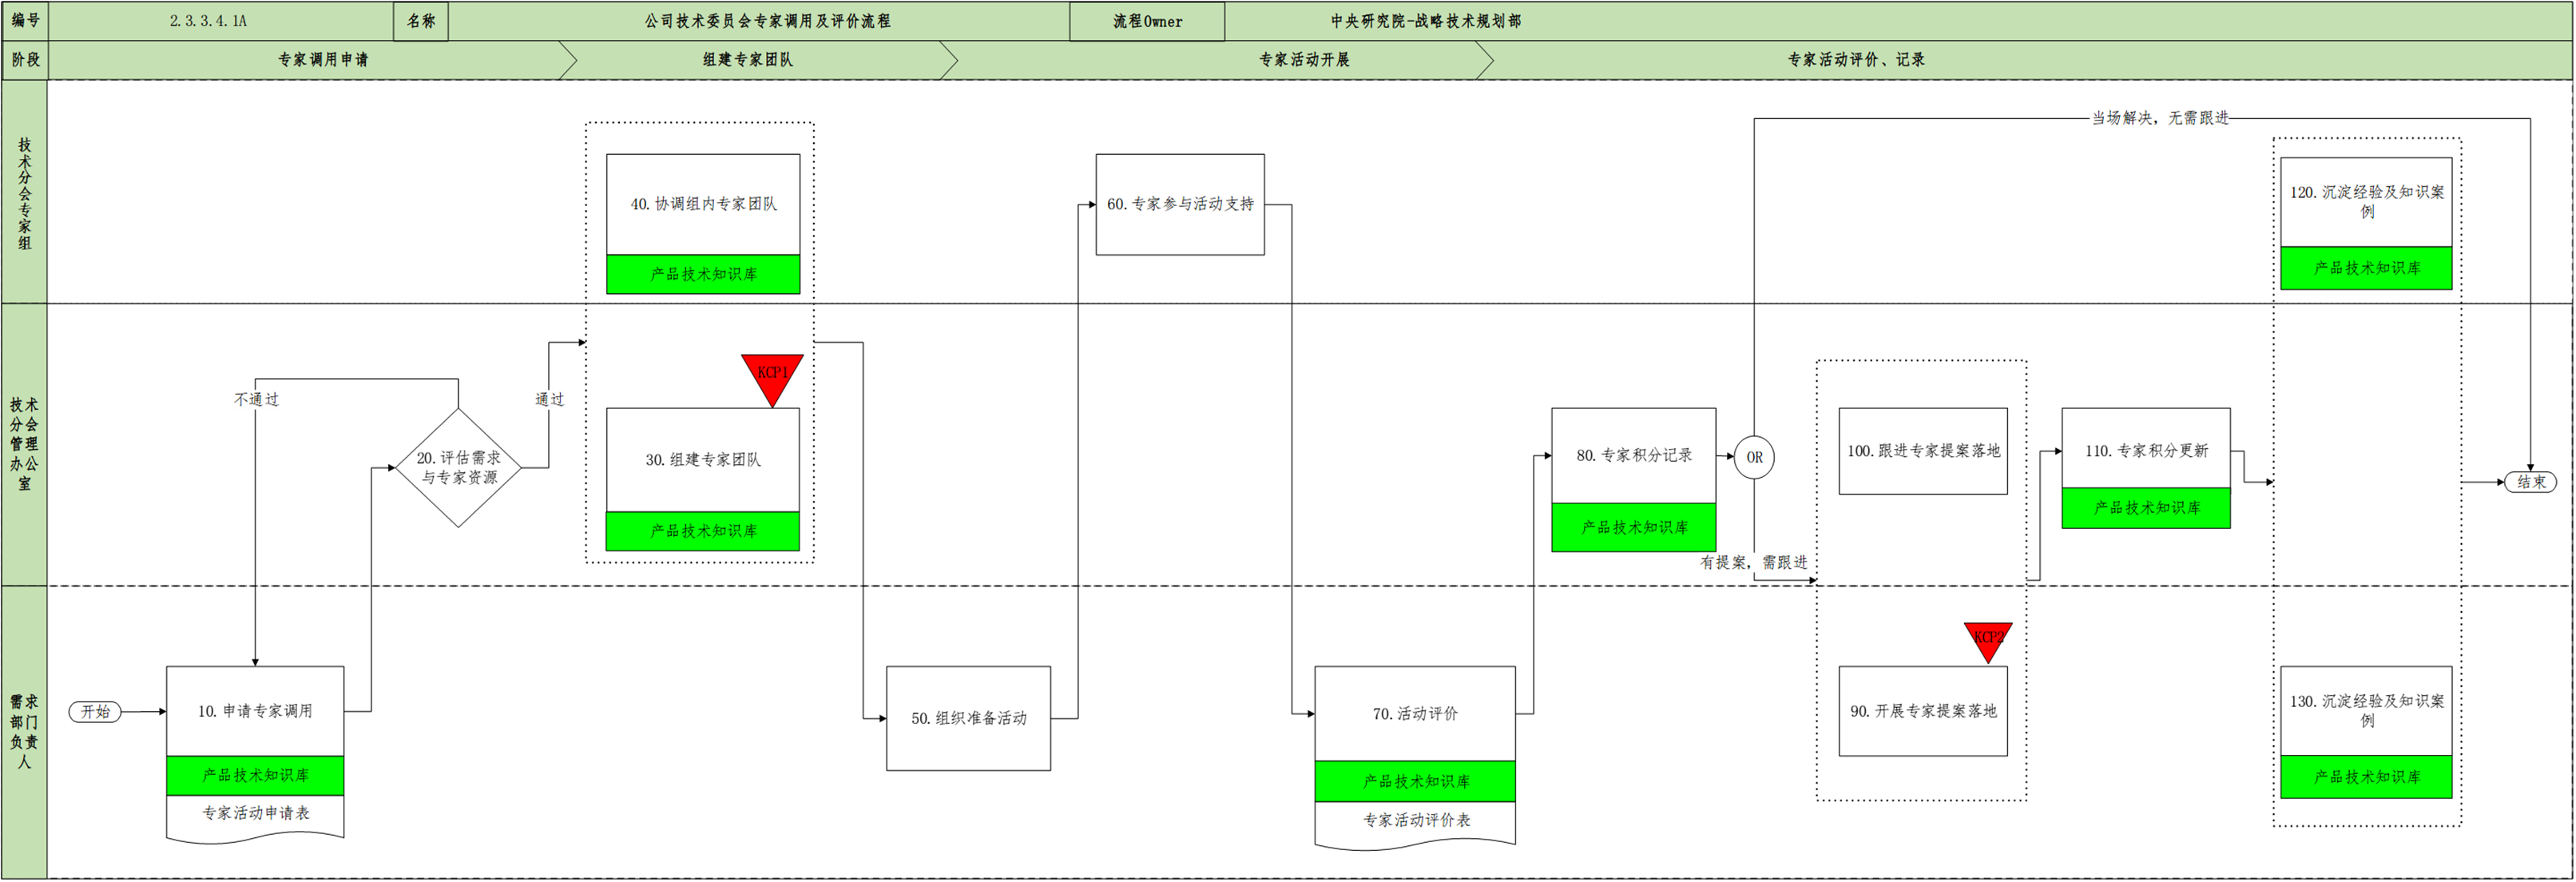 编号 2.3.3.4.1A 名称 公司技术委员会专家调用及评价流程 流程Owner 中央研究院-战略技术规划部
阶段 专家调用申请 组建专家团队 专家活动开展 专家活动评价、记录
技术分会专家组
40.协调组内专家团队
产品技术知识库
60.专家参与活动支持
当场解决，无需跟进
120.沉淀经验及知识案
例
产品技术知识库
技术
分会
管理
办公
室
不通过
20.评估需求
与专家资源
通过
KCP1
30.组建专家团队
产品技术知识库
80.专家积分记录
产品技术知识库
OR
有提案，需跟进
100.跟进专家提案落地
110.专家积分更新
产品技术知识库
结束
需求
部门
负责
人
开始
10.申请专家调用
产品技术知识库
专家活动申请表
50.组织准备活动
70.活动评价
产品技术知识库
专家活动评价表
KCP2
90.开展专家提案落地
130.沉淀经验及知识案
例
产品技术知识库